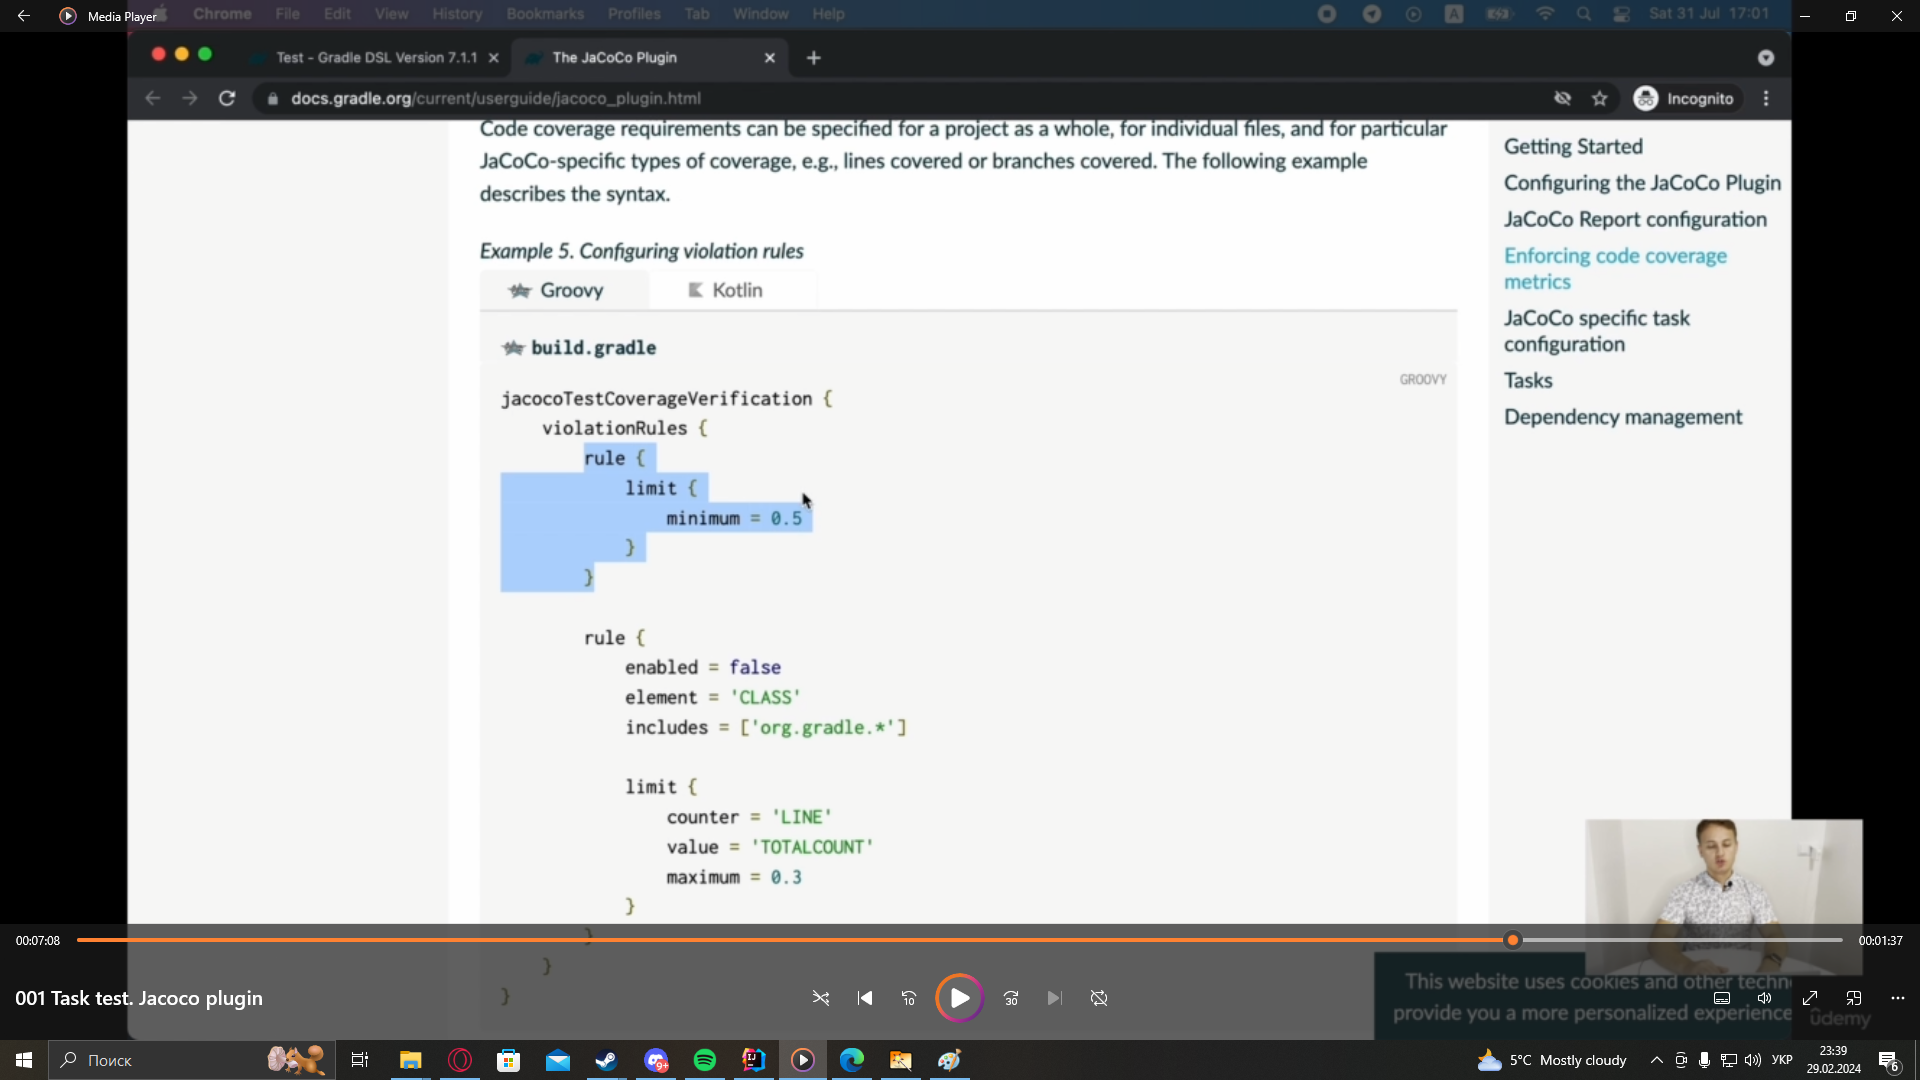 Media Player
Chrome File Edit View History Bookmarks Profiles Tab Window Help
A
Sat 31 Jul 17:01
Test - Gradle DSL Version 7.1.1
The JaCoCo Plugin
docs.gradle.org/current/userguide/jacoco_plugin.html
Incognito
Code coverage requirements can be specified for a project as a whole, for individual files, and for particular
JaCoCo-specific types of coverage, e.g., lines covered or branches covered. The following example
describes the syntax.
Example 5. Configuring violation rules
Groovy
Kotlin
build.gradle
GROOVY
jacocoTestCoverageVerification {
violationRules {
rule {
limit {
minimum = 0.5
}
}
rule {
enabled = false
element = 'CLASS'
includes = ['org.gradle.*']
limit {
counter = 'LINE'
value = 'TOTALCOUNT'
maximum = 0.3
}
}
}
}
Getting Started
Configuring the JaCoCo Plugin
JaCoCo Report configuration
Enforcing code coverage
metrics
JaCoCo specific task
configuration
Tasks
Dependency management
This website uses cookies and other techn
provide you a more personalized experience
ûdemy
00:07:08
00:01:37
001 Task test. Jacoco plugin
10
30
Поиск
9+
5°C Mostly cloudy
УКР
23:39
29.02.2024
6